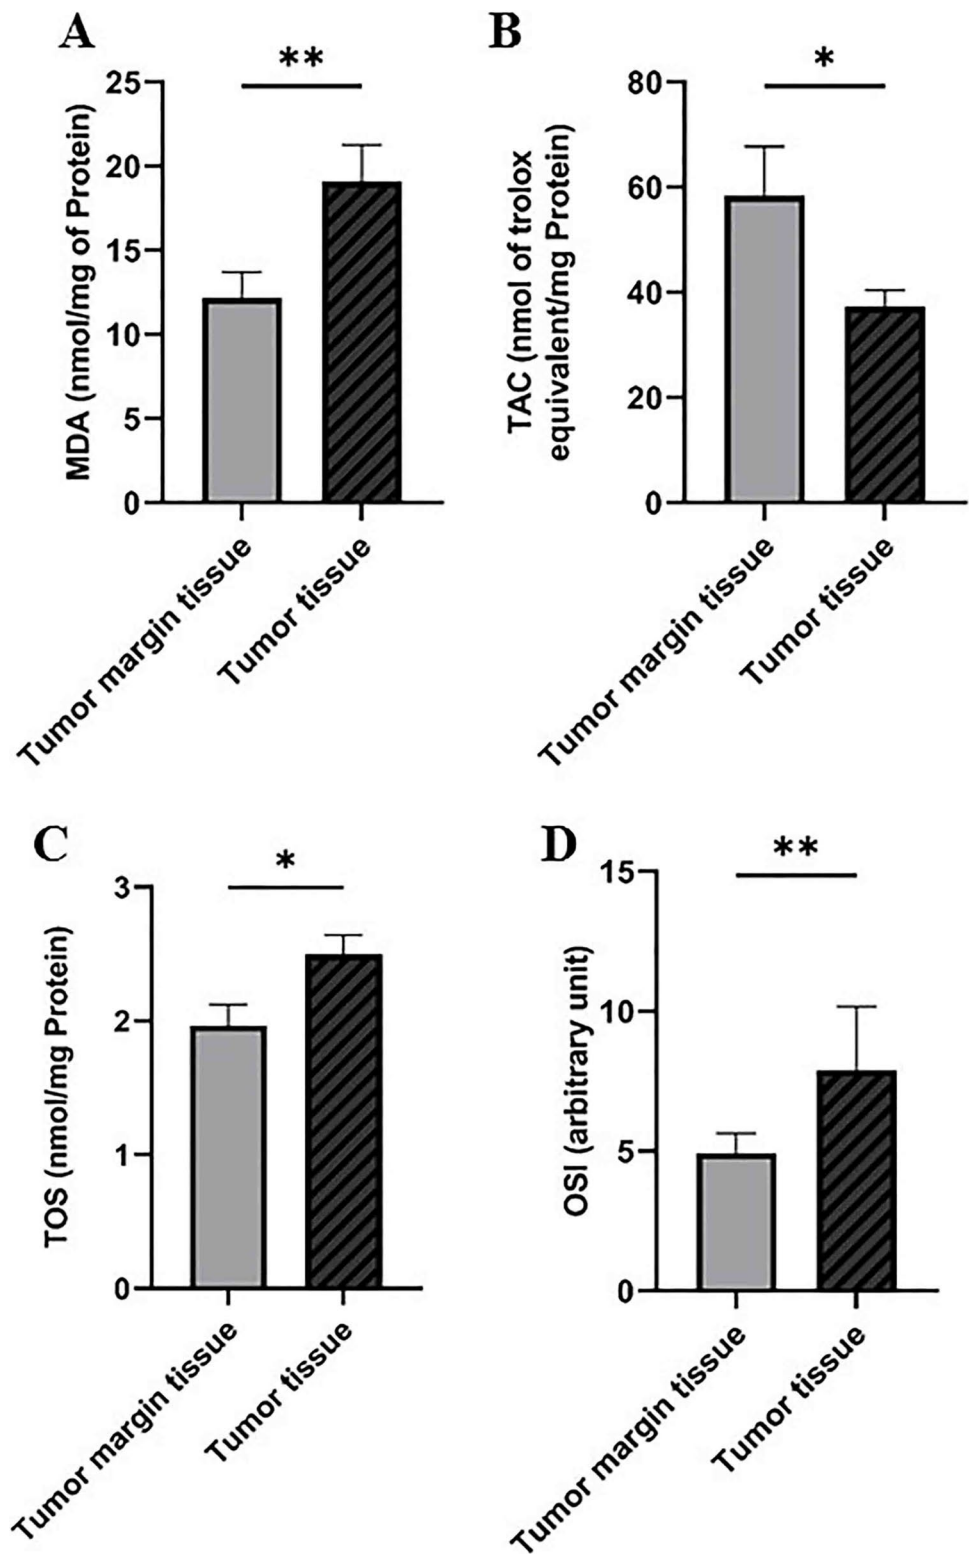 A
**
MDA (nmol/mg of Protein)
25
20
15
10
5
0
Tumor margin tissue
Tumor tissue
B
*
TAC (nmol of trolox
equivalent/mg Protein)
80
60
40
20
0
Tumor margin tissue
Tumor tissue
C
*
TOS (nmol/mg Protein)
3
2
1
0
Tumor margin tissue
Tumor tissue
D
**
OSI (arbitrary unit)
15
10
5
0
Tumor margin tissue
Tumor tissue